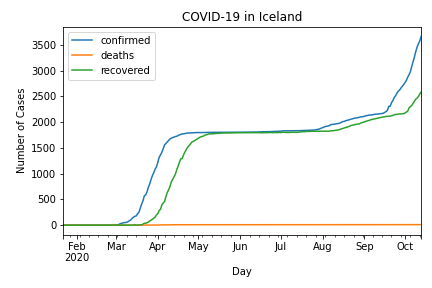 COVID-19 in Iceland
confirmed
deaths
recovered
Number of Cases
3500
3000
2500
2000
1500
1000
500
0
Feb Mar Apr May Jun Jul Aug Sep Oct
2020
Day